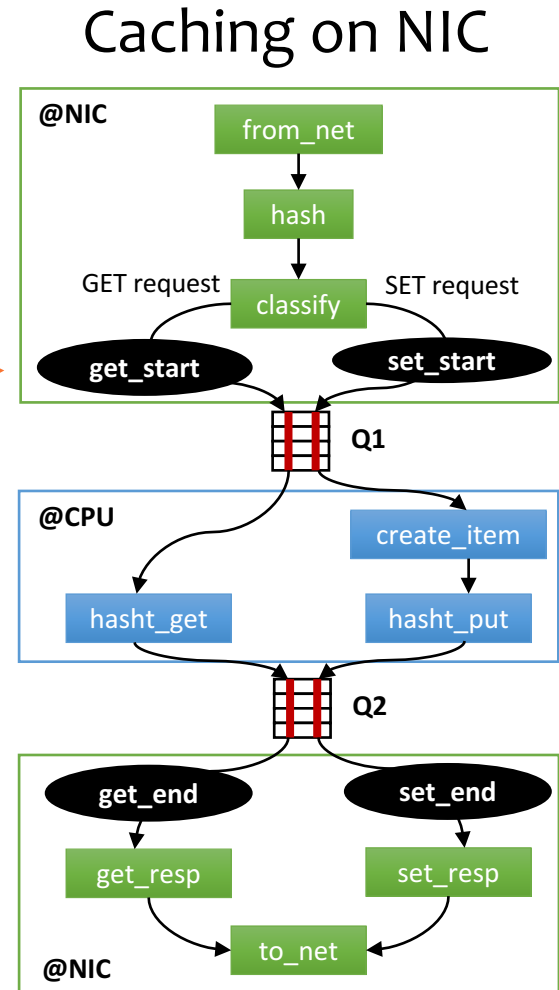 Caching on NIC
@NIC
from_net
hash
GET request
SET request
classify
get_start
set_start
Q1
@CPU
create_item
hasht_get
hasht_put
Q2
get_end
set_end
get_resp
set_resp
to_net
@NIC